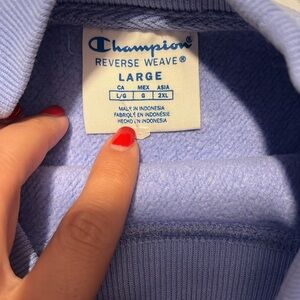 Champion
REVERSE WEAVE®
LARGE
CA MEX ASIA
L/G G 2XL
MADE IN INDONESIA
FABRIQUÉ EN INDONÉSIE
HECHO EN INDONESIA